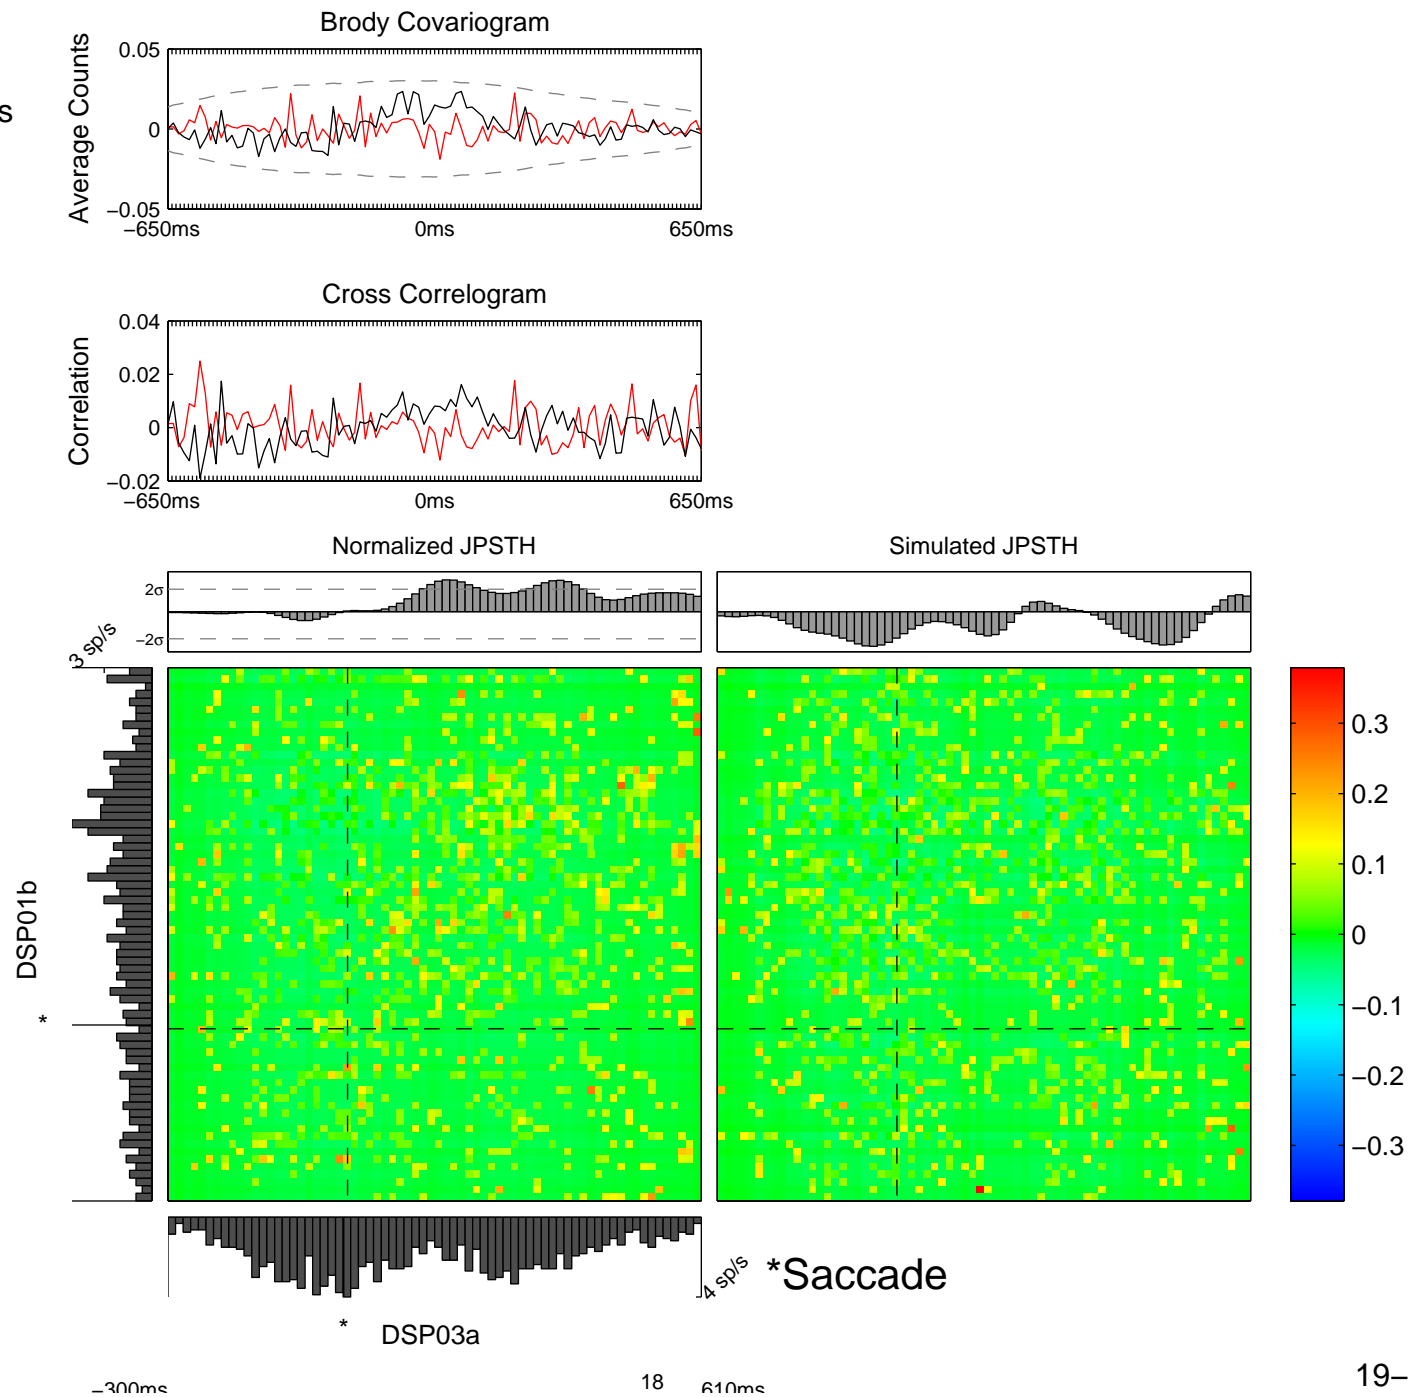 Brody Covariogram
s
Average Counts
0.05
0
−0.05
−650ms
0ms
650ms
Cross Correlogram
Correlation
0.04
0.02
0
−0.02
−650ms
0ms
650ms
Normalized JPSTH
Simulated JPSTH
2σ
−2σ
3 sp/s
DSP01b
*
0.3
0.2
0.1
0
−0.1
−0.2
−0.3
4 sp/s
*Saccade
*
DSP03a
−300ms
18
610ms
19−